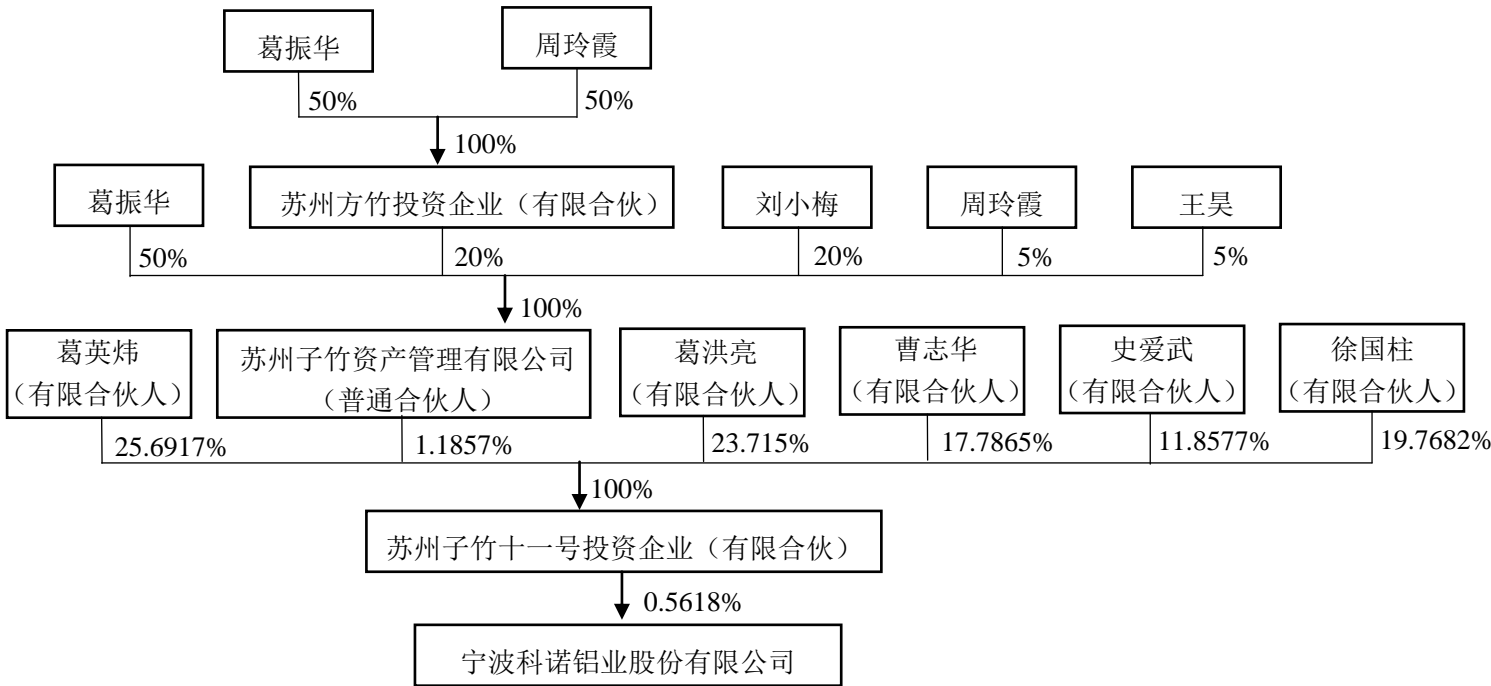 葛振华 周玲霞
50% 50%
100%
葛振华 苏州方竹投资企业（有限合伙） 刘小梅 周玲霞 王昊
50% 20% 20% 5% 5%
100%
葛英炜 苏州子竹资产管理有限公司 葛洪亮 曹志华 史爱武 徐国柱
（有限合伙人） （普通合伙人） （有限合伙人） （有限合伙人） （有限合伙人） （有限合伙人）
25.6917% 1.1857% 23.715% 17.7865% 11.8577% 19.7682%
100%
苏州子竹十一号投资企业（有限合伙）
0.5618%
宁波科诺铝业股份有限公司